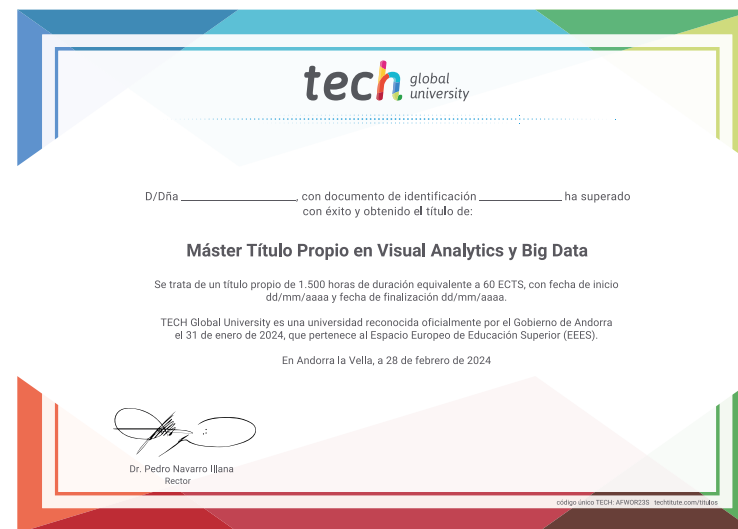 tech global university
D/Dña ______________, con documento de identificación ______________ ha superado
con éxito y obtenido el título de:
Máster Título Propio en Visual Analytics y Big Data
Se trata de un título propio de 1.500 horas de duración equivalente a 60 ECTS, con fecha de inicio
dd/mm/aaaa y fecha de finalización dd/mm/aaaa.
TECH Global University es una universidad reconocida oficialmente por el Gobierno de Andorra
el 31 de enero de 2024, que pertenece al Espacio Europeo de Educación Superior (EEES).
En Andorra la Vella, a 28 de febrero de 2024
Dr. Pedro Navarro Illana
Rector
código único TECH: AFWOR23S techtitute.com/titulos